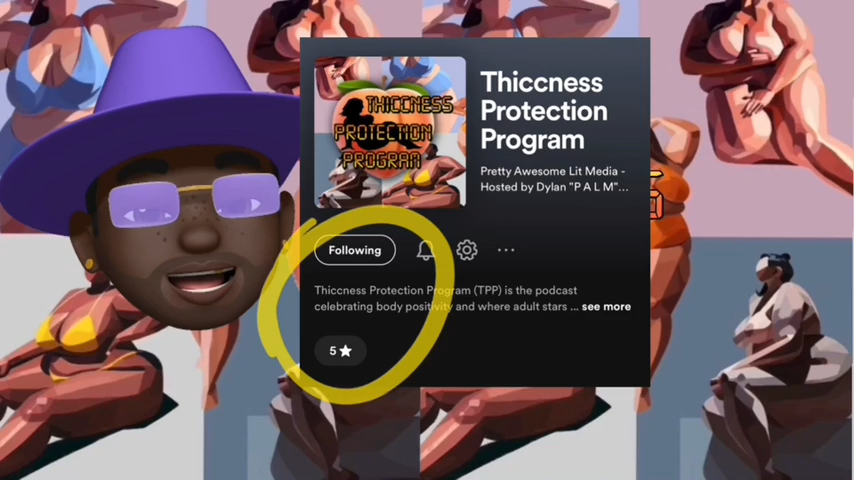 THICCNESS
PROTECTION
PROGRAM
Thiccness
Protection
Program
Pretty Awesome Lit Media -
Hosted by Dylan "P A L M"...
Following
Thiccness Protection Program (TPP) is the podcast
celebrating body positivity and where adult stars ... see more
5